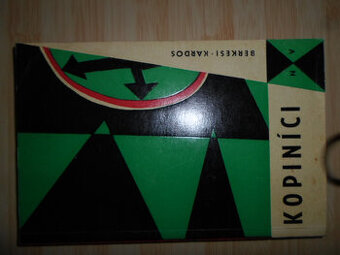 BERKESI · KARDOS
N V
KOPINÍCI